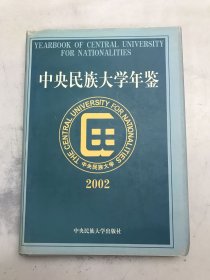 YEARBOOK OF CENTRAL UNIVERSITY
FOR NATIONALITIES
中央民族大学年鉴
THE CENTRAL UNIVERSITY FOR NATIONALITIES
中央民族大学
2002
中央民族大学出版社